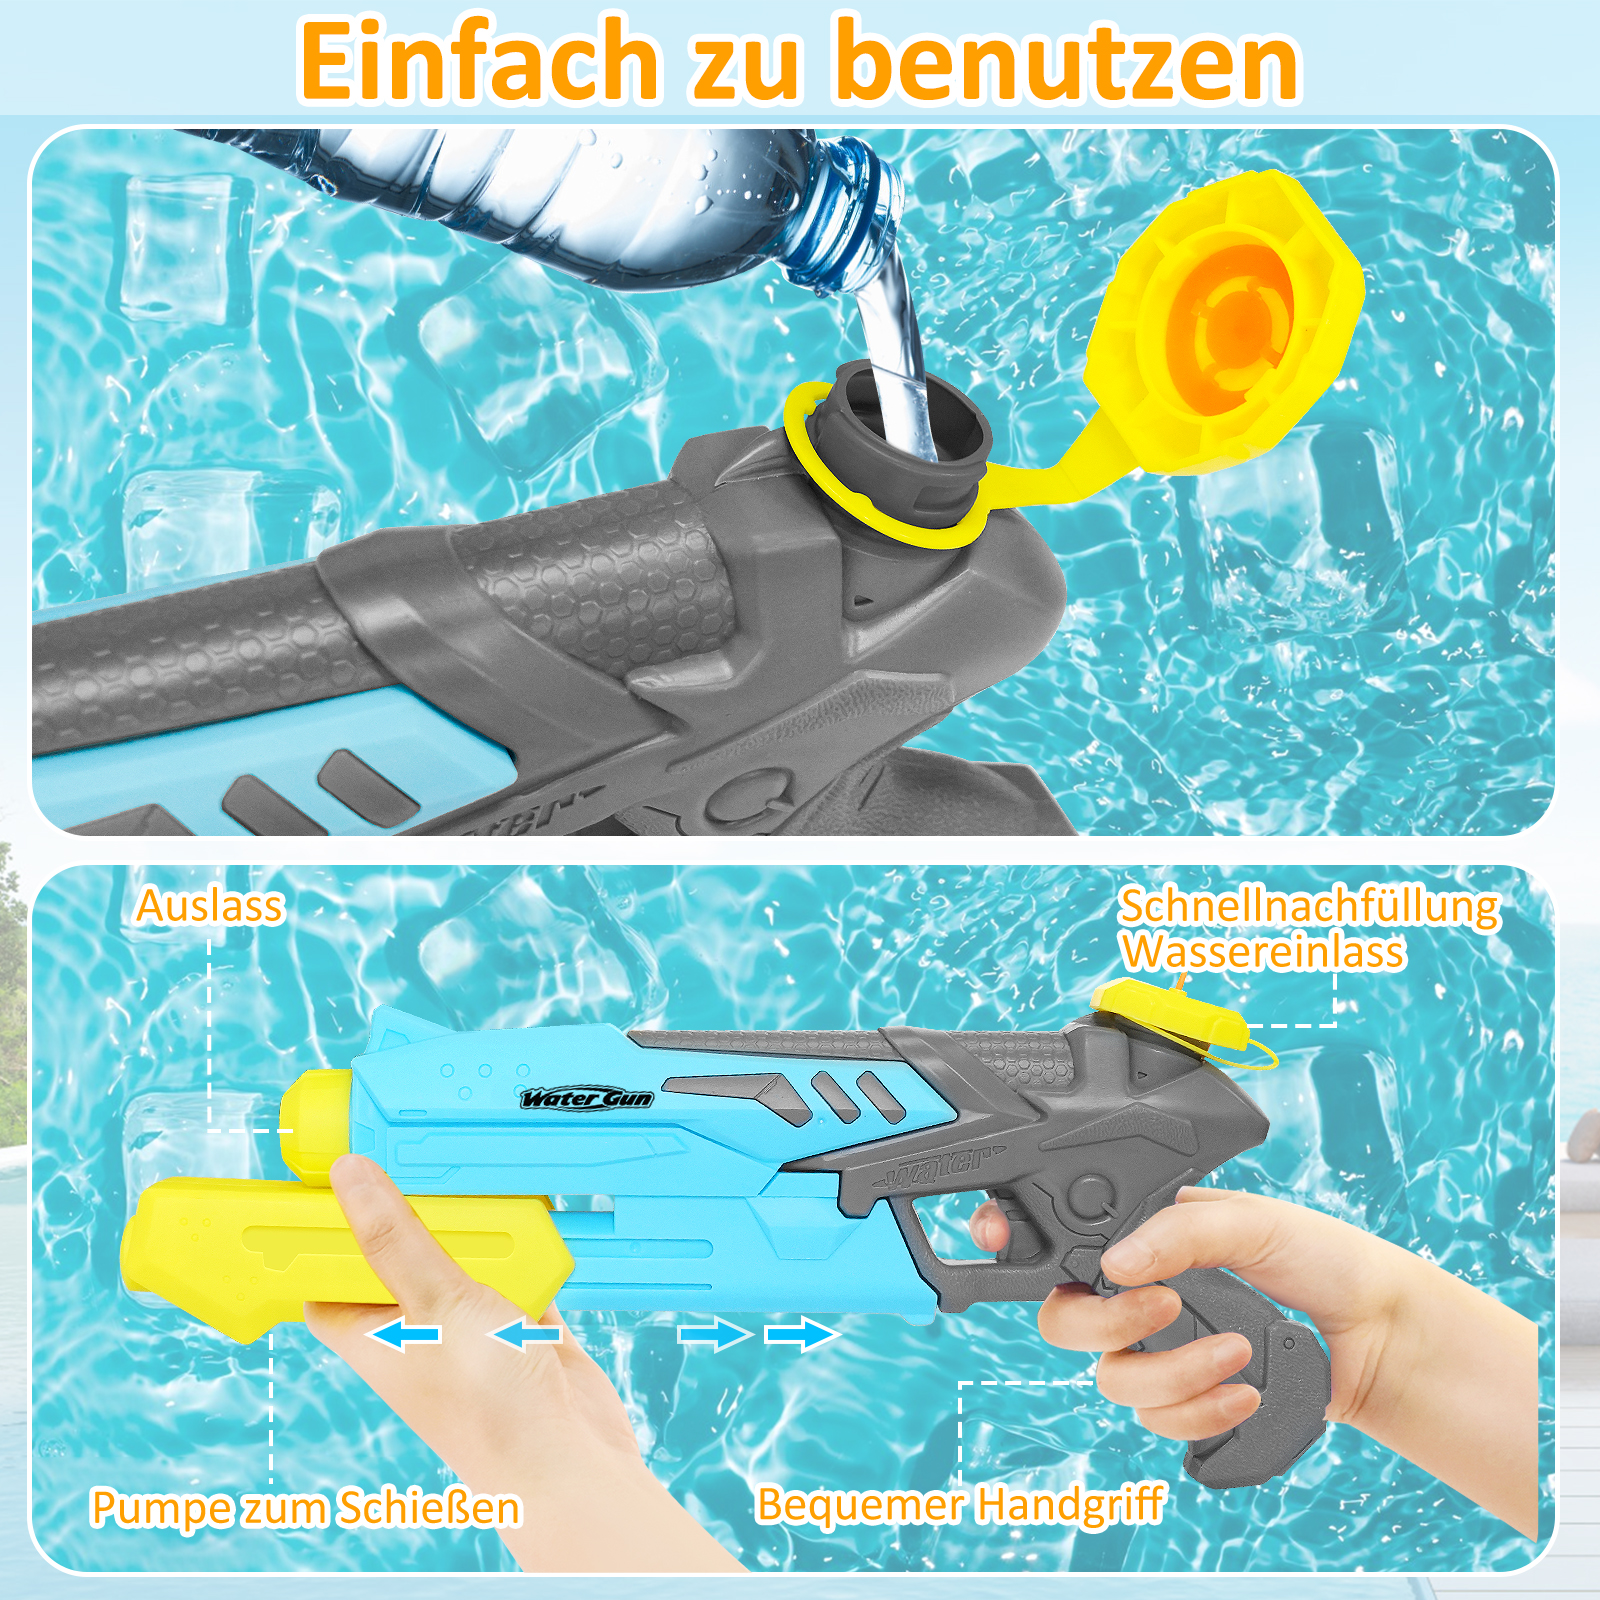 Einfach zu benutzen
Auslass
Schnellnachfüllung
Wassereinlass
Water Gun
Water
Pumpe zum Schießen
Bequemer Handgriff